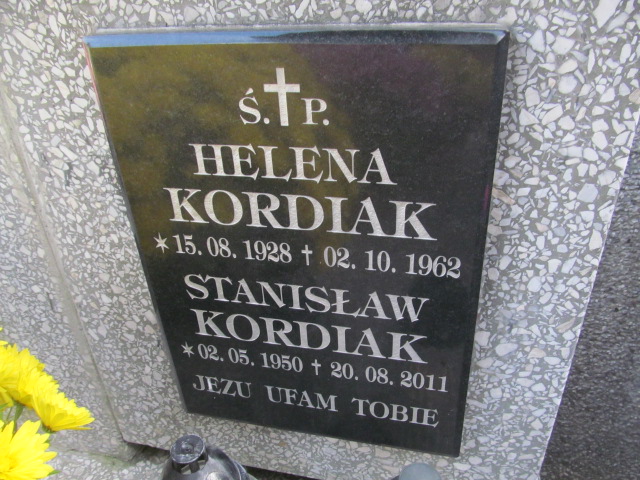 Ś.✝P.
HELENA
KORDIAK
✶15. 08. 1928 ✝ 02. 10. 1962
STANISŁAW
KORDIAK
✶02. 05. 1950 ✝ 20. 08. 2011
JEZU UFAM TOBIE